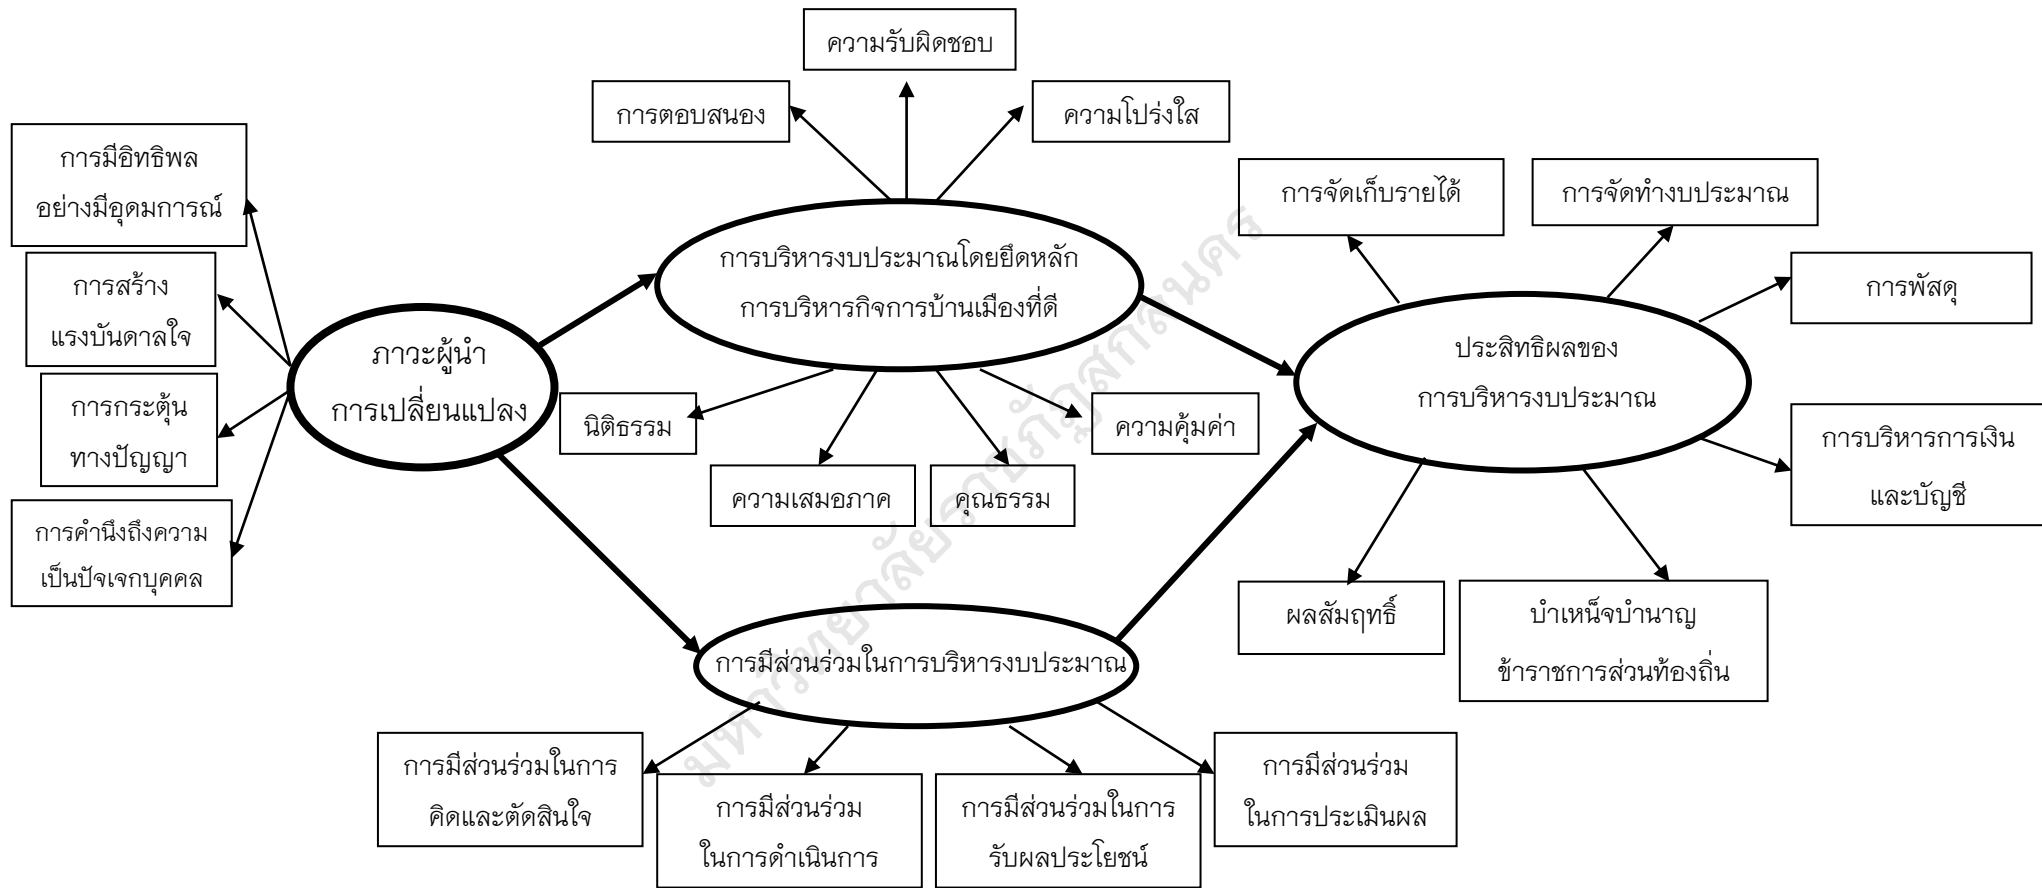 ความรับผิดชอบ
การตอบสนอง
ความโปร่งใส
การมีอิทธิพล
อย่างมีอุดมการณ์
การสร้าง
แรงบันดาลใจ
การกระตุ้น
ทางปัญญา
การคำนึงถึงความ
เป็นปัจเจกบุคคล
ภาวะผู้นำ
การเปลี่ยนแปลง
การบริหารงบประมาณโดยยึดหลัก
การบริหารกิจการบ้านเมืองที่ดี
นิติธรรม
ความเสมอภาค
คุณธรรม
ความคุ้มค่า
การจัดเก็บรายได้
การจัดทำงบประมาณ
การพัสดุ
ประสิทธิผลของ
การบริหารงบประมาณ
การบริหารการเงิน
และบัญชี
ผลสัมฤทธิ์
บำเหน็จบำนาญ
ข้าราชการส่วนท้องถิ่น
การมีส่วนร่วมในการบริหารงบประมาณ
การมีส่วนร่วมในการ
คิดและตัดสินใจ
การมีส่วนร่วม
ในการดำเนินการ
การมีส่วนร่วมในการ
รับผลประโยชน์
การมีส่วนร่วม
ในการประเมินผล
มหาวิทยาลัยราชภัฏสกลนคร